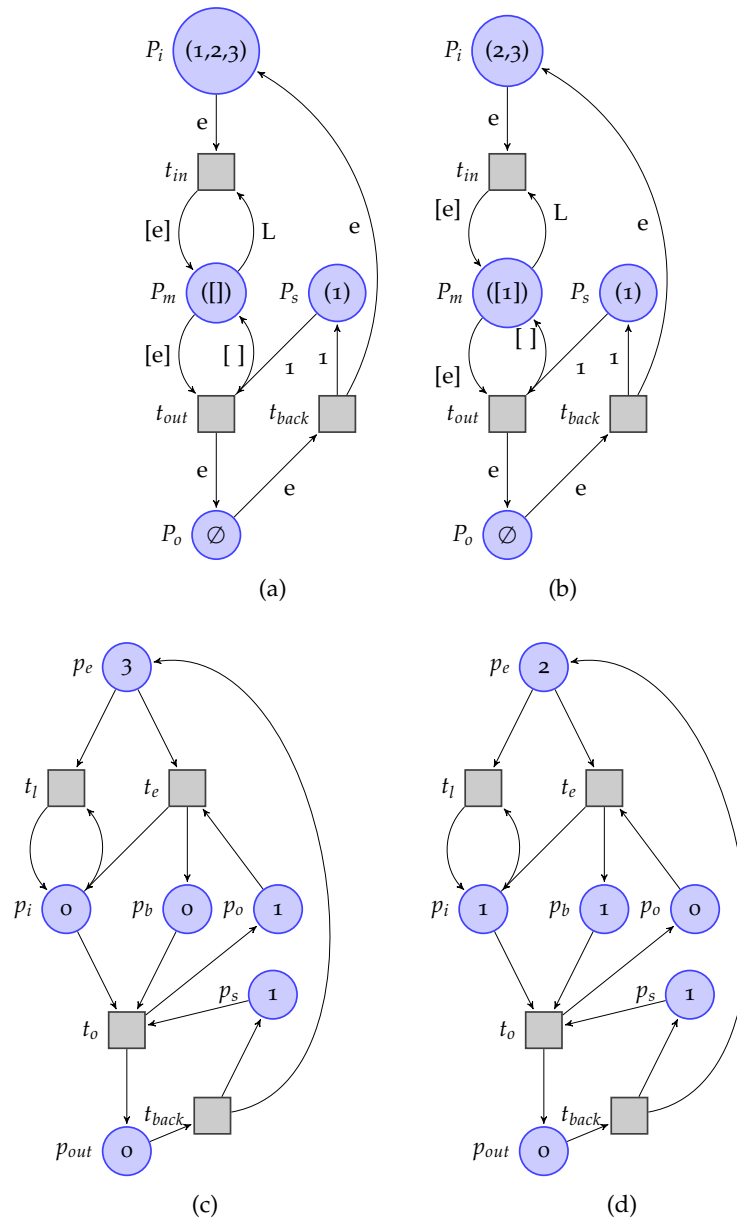 P_i (1,2,3) P_i (2,3)
e e
t_in t_in
[e] L e [e] L e
P_m ([]) P_s (1) P_m ([1]) P_s (1)
[e] [ ] 1 1 [e] [ ] 1 1
t_out t_back t_out t_back
e e e e
P_o ∅ P_o ∅
(a) (b)
p_e 3 p_e 2
t_l t_e t_l t_e
p_i 0 p_b 0 p_o 1 p_i 1 p_b 1 p_o 0
p_s 1 p_s 1
t_o t_o
t_back t_back
p_out 0 p_out 0
(c) (d)